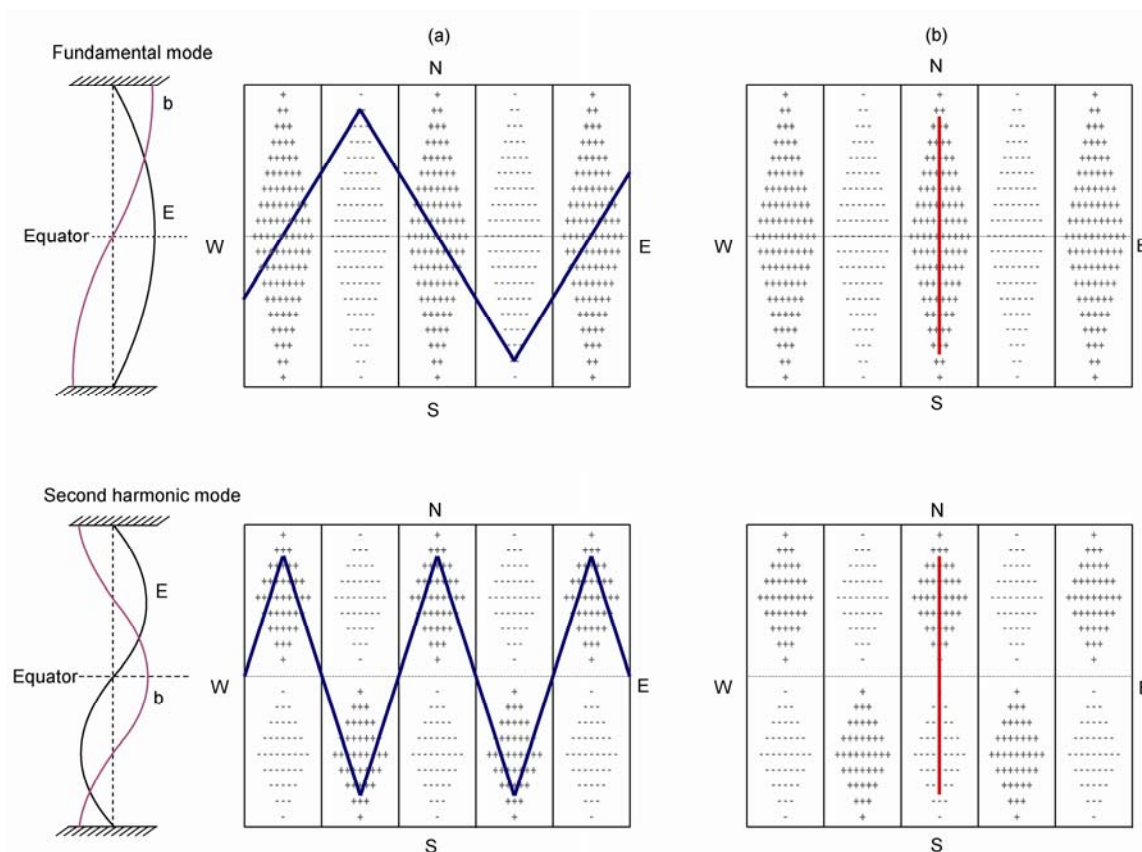 (a) (b)
Fundamental mode
N N
b
E
Equator
W E W E
S S
Second harmonic mode
N N
E
Equator
W E W E
b
S S